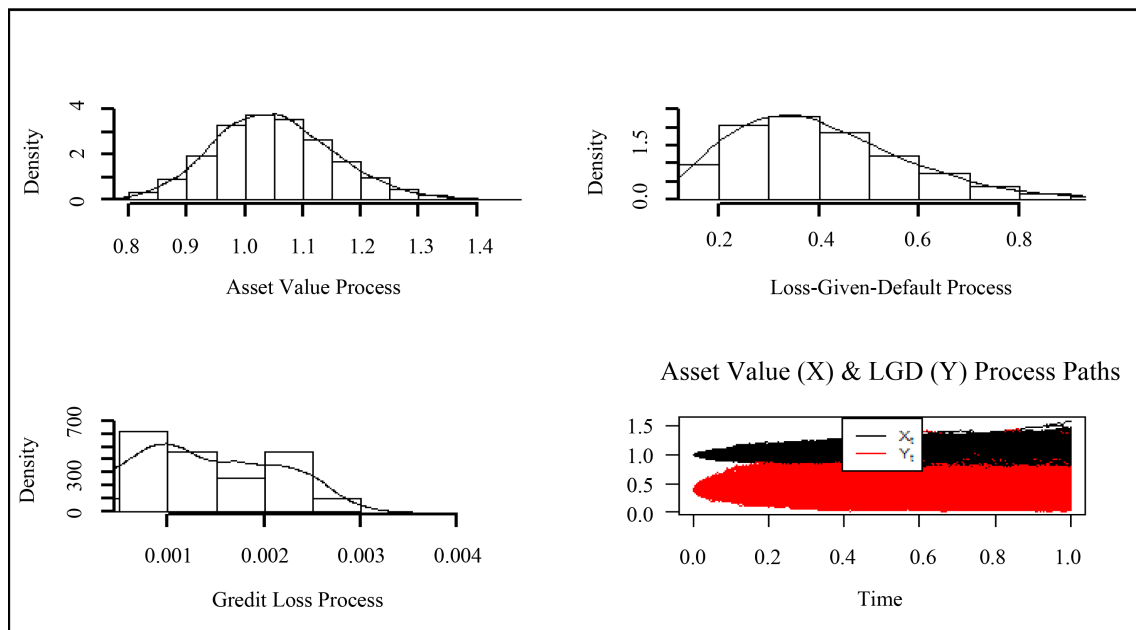 Density
4
2
0
0.8 0.9 1.0 1.1 1.2 1.3 1.4
Asset Value Process
Density
1.5
0.0
0.2 0.4 0.6 0.8
Loss-Given-Default Process
Density
700
300
0
0.001 0.002 0.003 0.004
Gredit Loss Process
Asset Value (X) & LGD (Y) Process Paths
1.5
1.0
0.5
0.0
Xt
Yt
0.0 0.2 0.4 0.6 0.8 1.0
Time